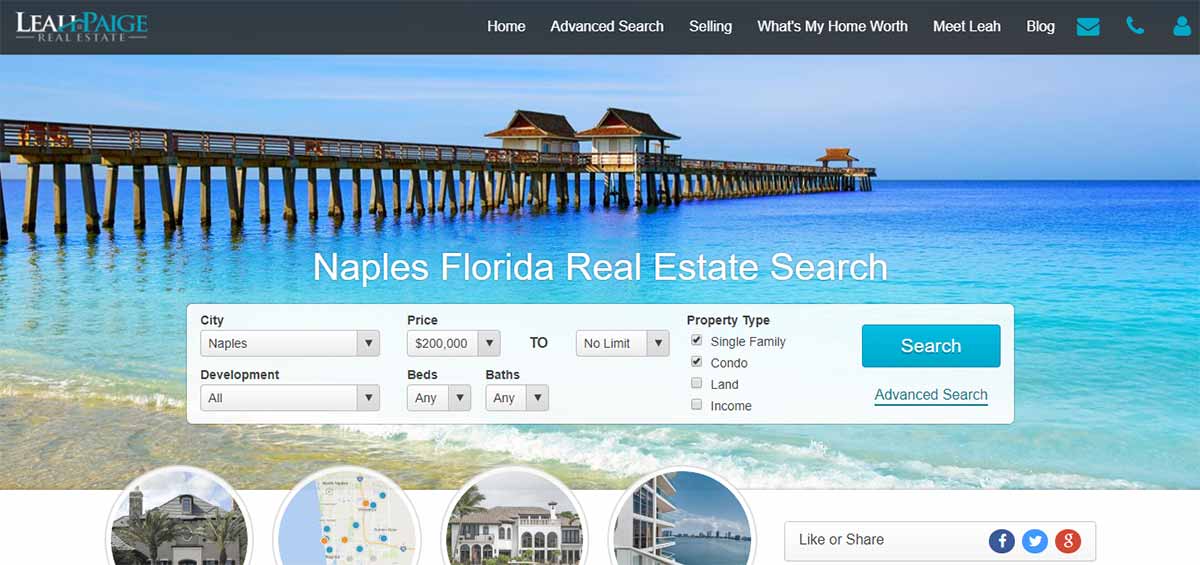 LEAH PAIGE
REAL ESTATE
Home Advanced Search Selling What's My Home Worth Meet Leah Blog
Naples Florida Real Estate Search
City
Naples
Development
All
Price
$200,000 TO No Limit
Beds Baths
Any Any
Property Type
Single Family
Condo
Land
Income
Search
Advanced Search
Like or Share